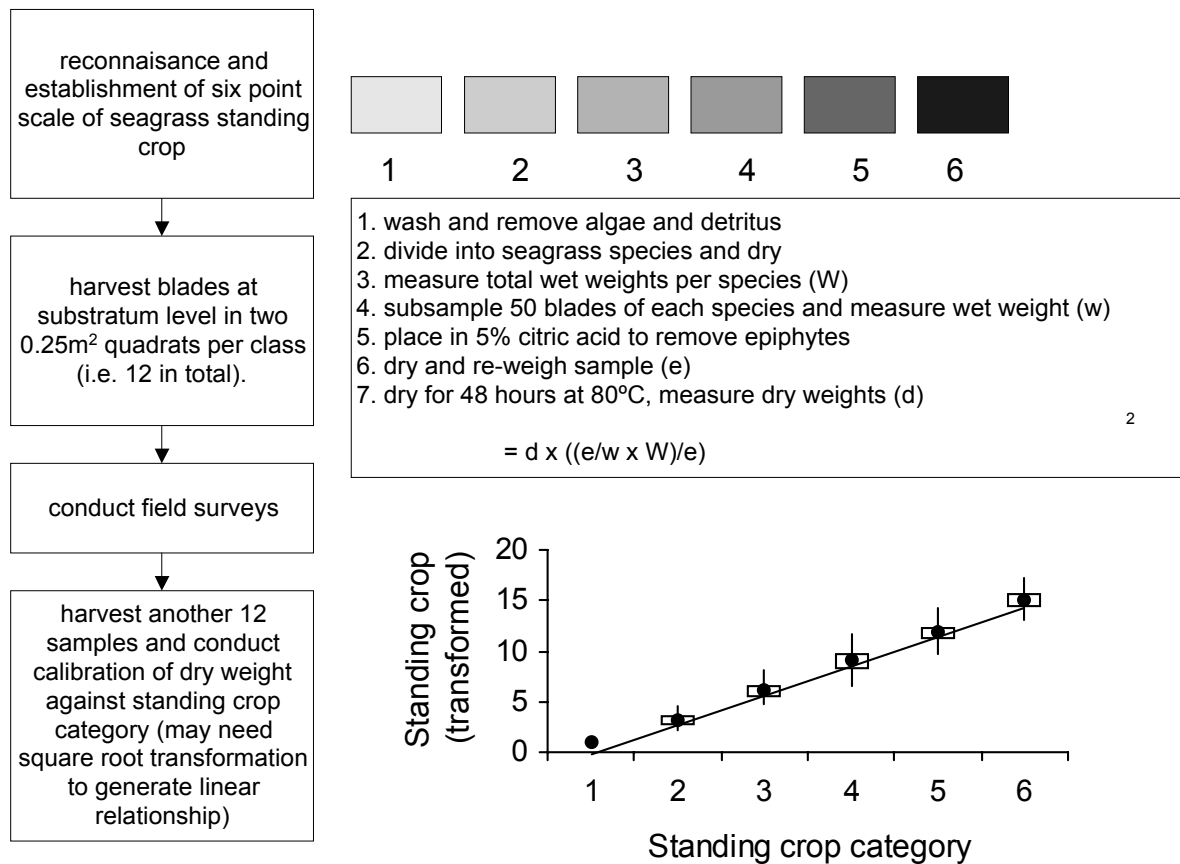 reconnaisance and
establishment of six point
scale of seagrass standing
crop
harvest blades at
substratum level in two
0.25m² quadrats per class
(i.e. 12 in total).
conduct field surveys
harvest another 12
samples and conduct
calibration of dry weight
against standing crop
category (may need
square root transformation
to generate linear
relationship)
1 2 3 4 5 6
1. wash and remove algae and detritus
2. divide into seagrass species and dry
3. measure total wet weights per species (W)
4. subsample 50 blades of each species and measure wet weight (w)
5. place in 5% citric acid to remove epiphytes
6. dry and re-weigh sample (e)
7. dry for 48 hours at 80ºC, measure dry weights (d)
2
= d x ((e/w x W)/e)
Standing crop
(transformed)
20
15
10
5
0
1 2 3 4 5 6
Standing crop category